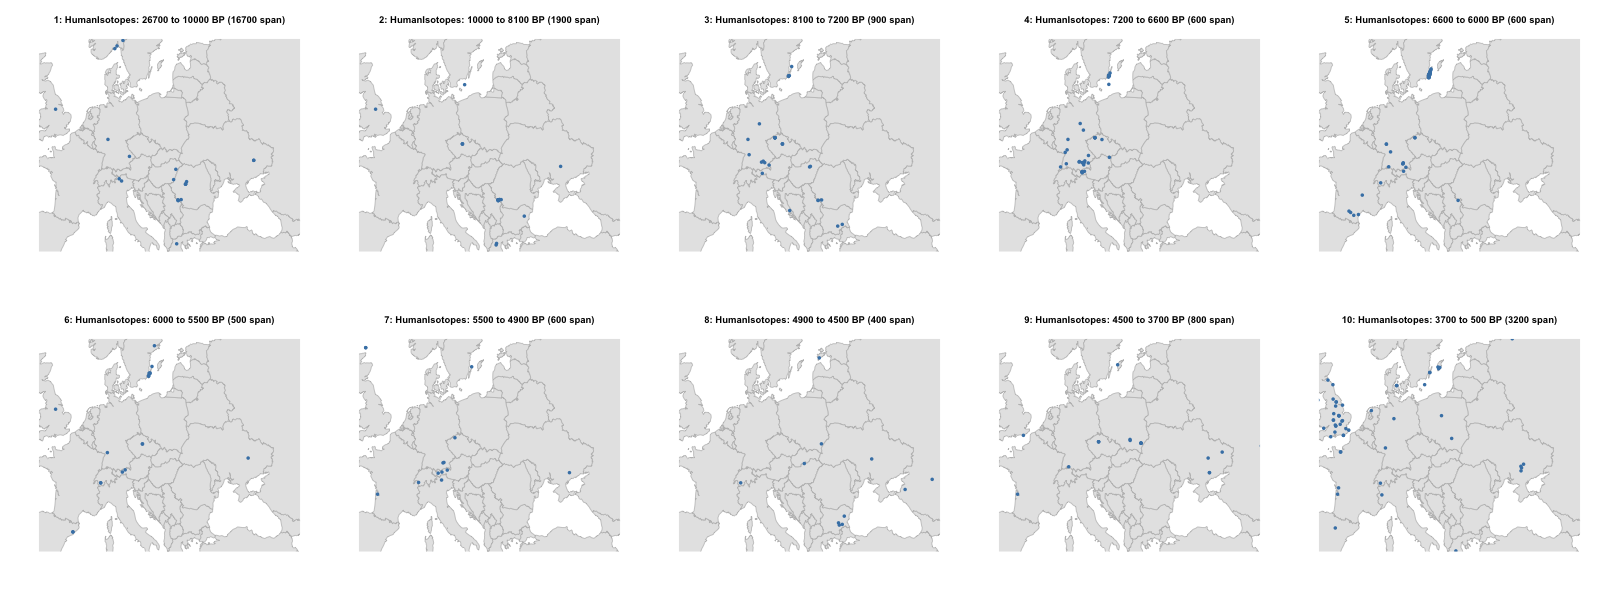 1: HumanIsotopes: 26700 to 10000 BP (16700 span)
2: HumanIsotopes: 10000 to 8100 BP (1900 span)
3: HumanIsotopes: 8100 to 7200 BP (900 span)
4: HumanIsotopes: 7200 to 6600 BP (600 span)
5: HumanIsotopes: 6600 to 6000 BP (600 span)
6: HumanIsotopes: 6000 to 5500 BP (500 span)
7: HumanIsotopes: 5500 to 4900 BP (600 span)
8: HumanIsotopes: 4900 to 4500 BP (400 span)
9: HumanIsotopes: 4500 to 3700 BP (800 span)
10: HumanIsotopes: 3700 to 500 BP (3200 span)